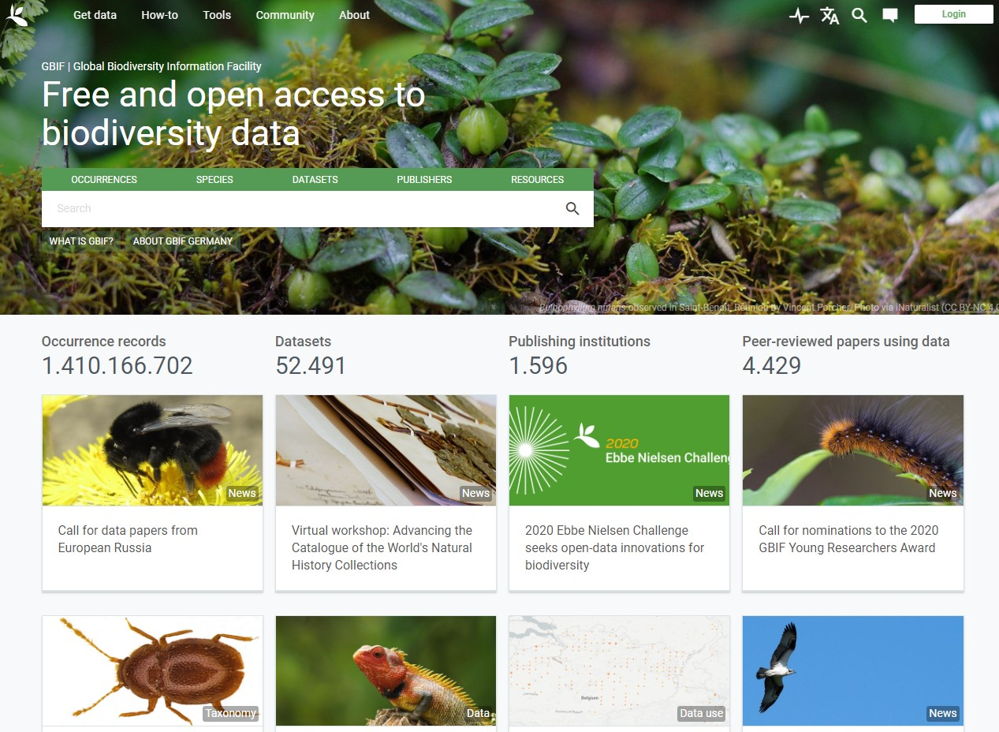 Get data How-to Tools Community About Login
GBIF | Global Biodiversity Information Facility
Free and open access to
biodiversity data
OCCURRENCES SPECIES DATASETS PUBLISHERS RESOURCES
Search
WHAT IS GBIF? ABOUT GBIF GERMANY
Bulbophyllum nutans observed in Saint-Benoît, Réunion by Vincent Porcher. Photo via iNaturalist (CC BY-NC 4.0
Occurrence records Datasets Publishing institutions Peer-reviewed papers using data
1.410.166.702 52.491 1.596 4.429
2020
Ebbe Nielsen Challeng
News News News News
Call for data papers from
European Russia
Virtual workshop: Advancing the
Catalogue of the World's Natural
History Collections
2020 Ebbe Nielsen Challenge
seeks open-data innovations for
biodiversity
Call for nominations to the 2020
GBIF Young Researchers Award
Belgium
Taxonomy Data Data use News